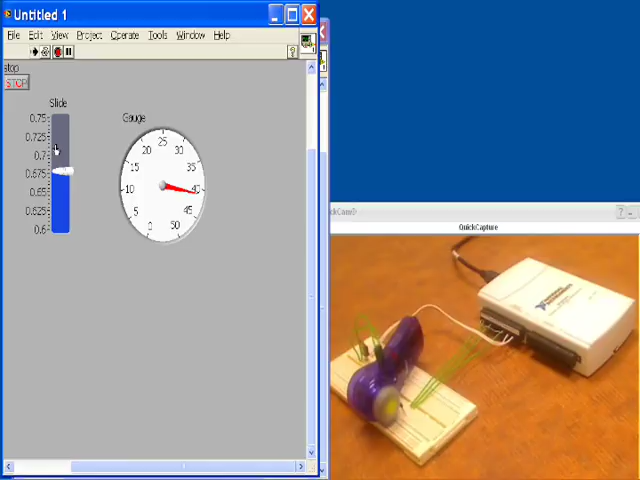 Untitled 1
File Edit View Project Operate Tools Window Help
stop
STOP
Slide
0.75
0.725
0.7
0.675
0.65
0.625
0.6
Gauge
0
5
10
15
20
25
30
35
40
45
50
QuickCapture
NATIONAL
INSTRUMENTS